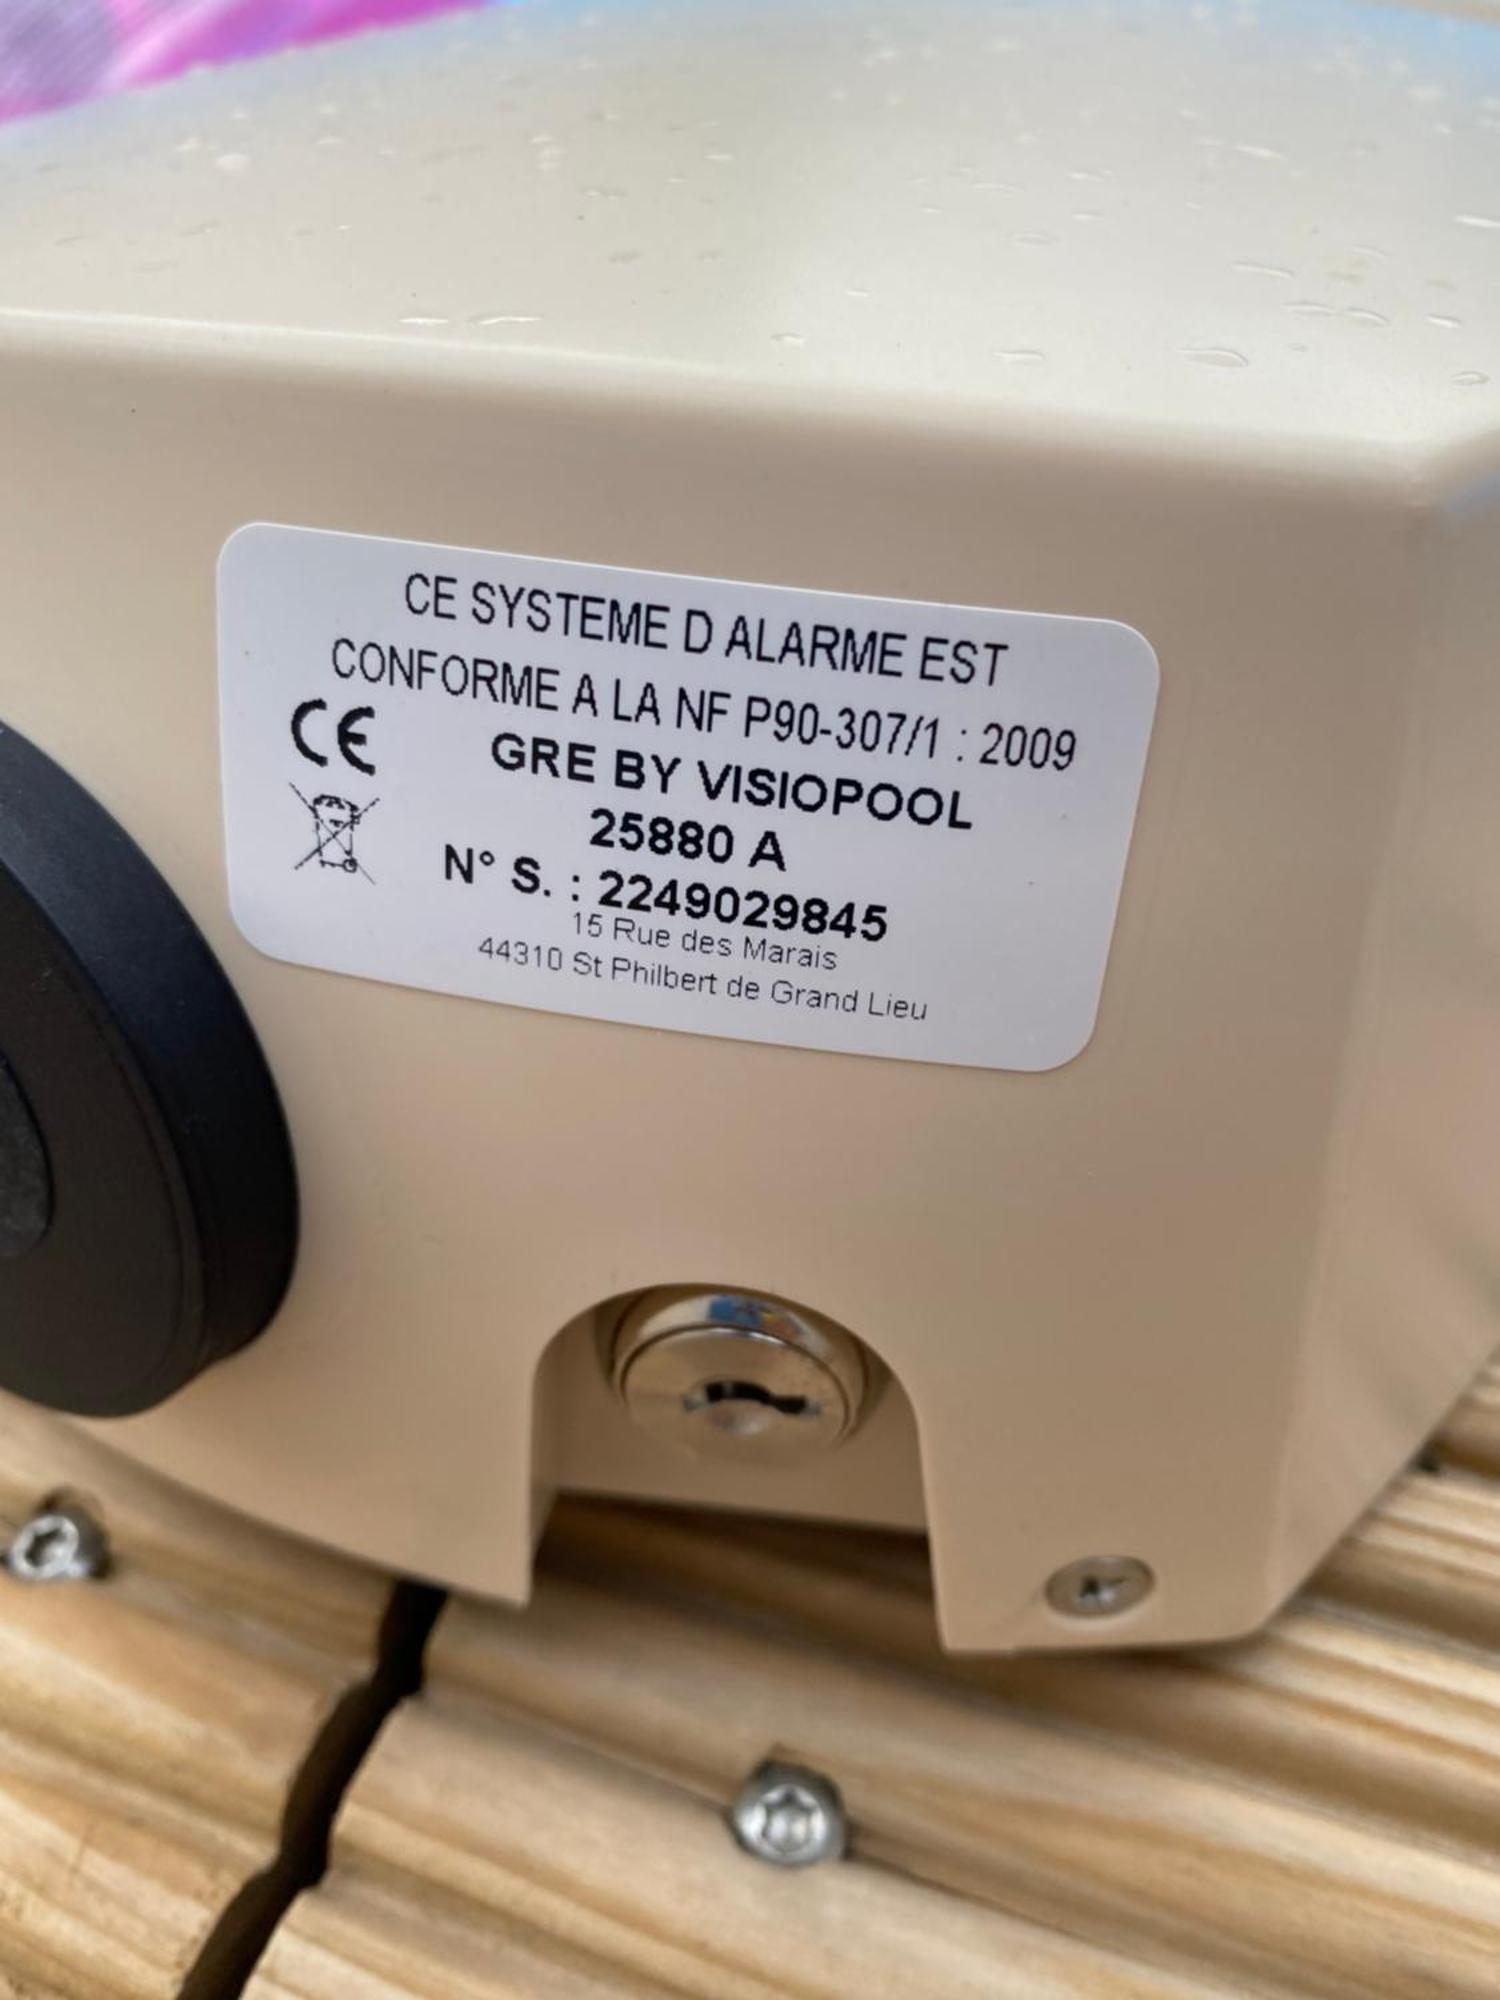 CE SYSTEME D ALARME EST
CONFORME A LA NF P90-307/1 : 2009
CE
GRE BY VISIOPOOL
25880 A
N° S. : 2249029845
15 Rue des Marais
44310 St Philbert de Grand Lieu